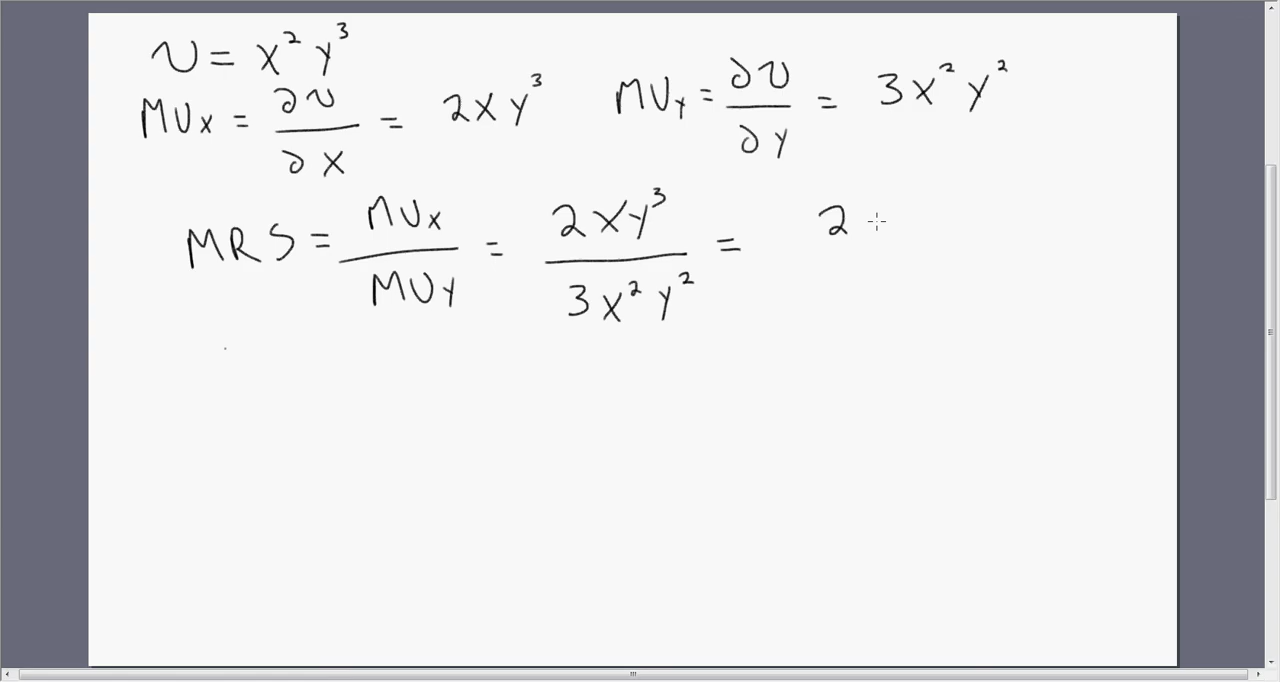 U = x² y³
MUx = ∂U/∂x = 2xy³ MUy = ∂U/∂y = 3x²y²
MRS = MUx/MUy = 2xy³/3x²y² = 2